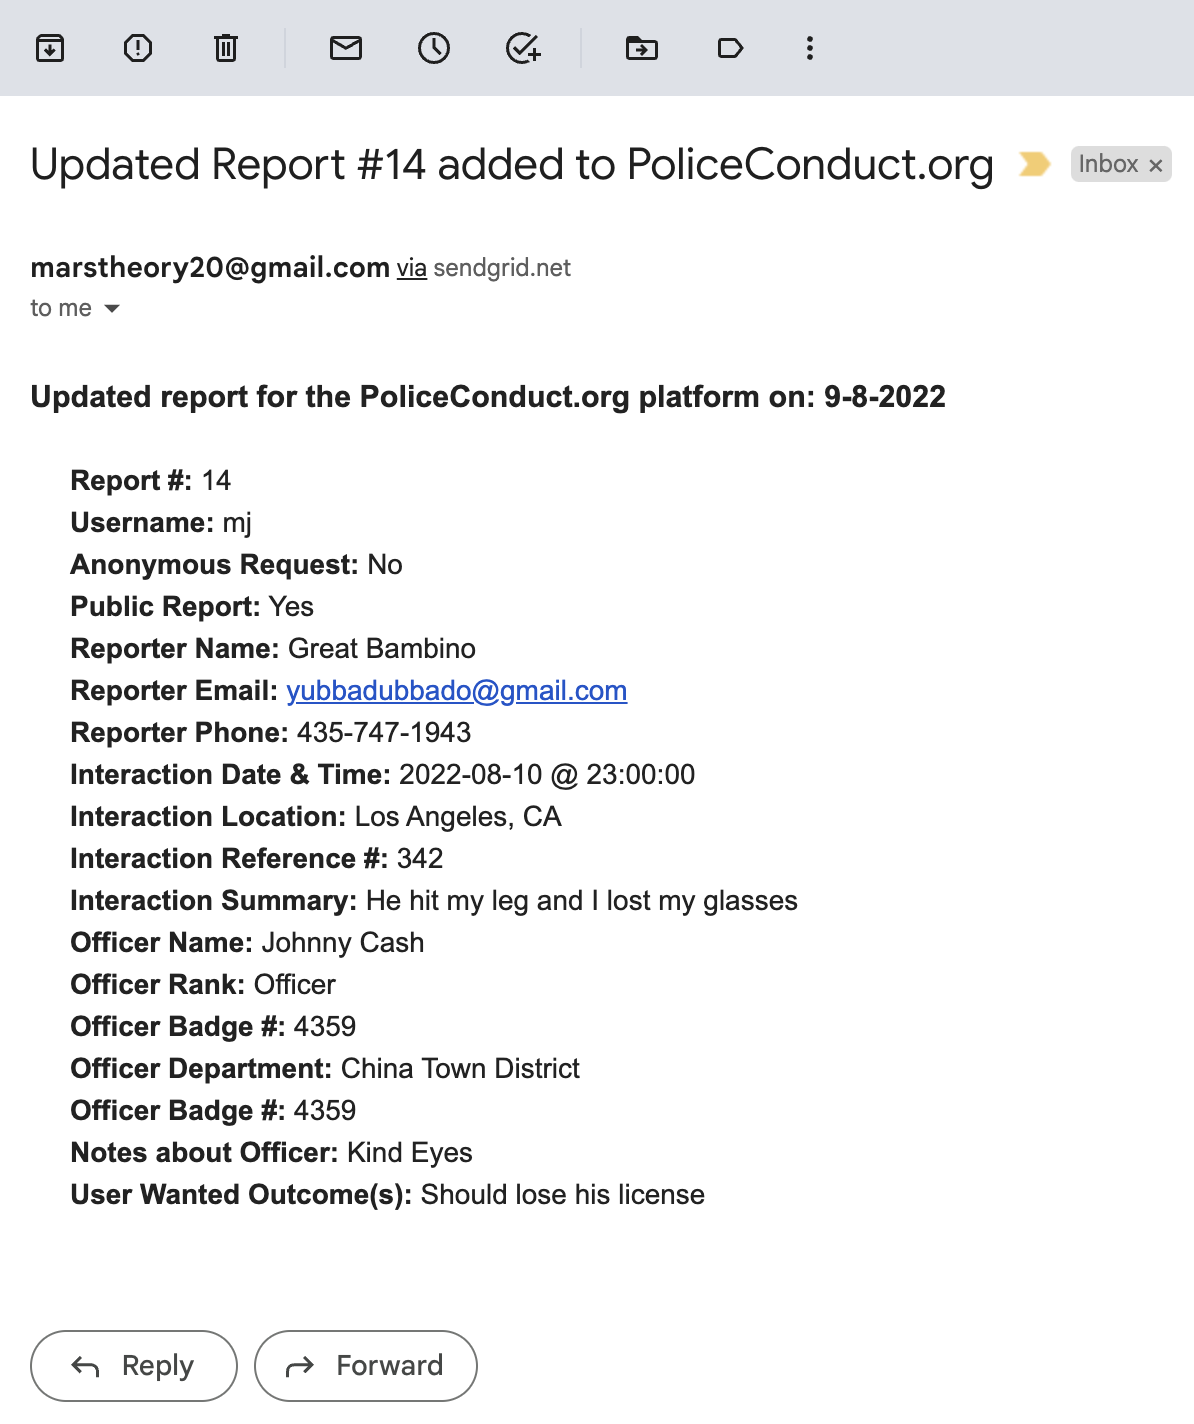 Updated Report #14 added to PoliceConduct.org
Inbox ×
marstheory20@gmail.com via sendgrid.net
to me
Updated report for the PoliceConduct.org platform on: 9-8-2022
Report #: 14
Username: mj
Anonymous Request: No
Public Report: Yes
Reporter Name: Great Bambino
Reporter Email: yubbadubbado@gmail.com
Reporter Phone: 435-747-1943
Interaction Date & Time: 2022-08-10 @ 23:00:00
Interaction Location: Los Angeles, CA
Interaction Reference #: 342
Interaction Summary: He hit my leg and I lost my glasses
Officer Name: Johnny Cash
Officer Rank: Officer
Officer Badge #: 4359
Officer Department: China Town District
Officer Badge #: 4359
Notes about Officer: Kind Eyes
User Wanted Outcome(s): Should lose his license
Reply
Forward